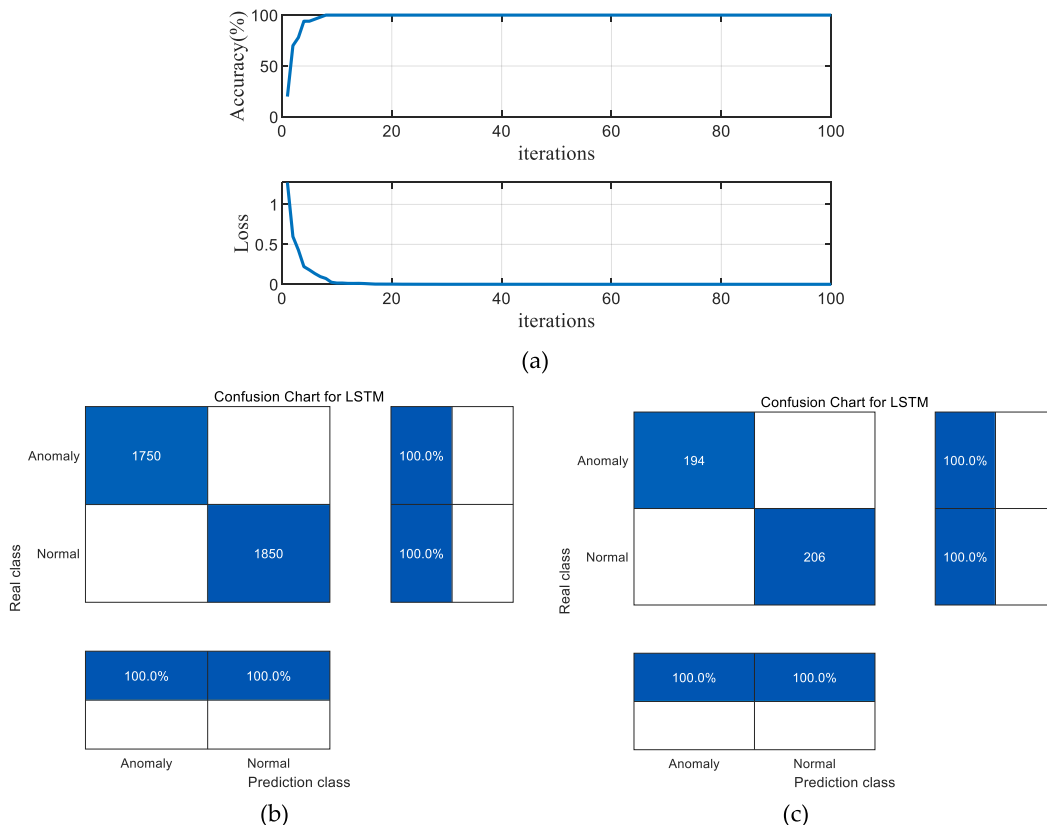 Accuracy(%)
100
50
0
0 20 40 60 80 100
iterations
Loss
1
0.5
0
0 20 40 60 80 100
iterations
(a)
Confusion Chart for LSTM
Real class
Anomaly 1750 100.0%
Normal 1850 100.0%
100.0% 100.0%
Anomaly Normal
Prediction class
(b)
Confusion Chart for LSTM
Real class
Anomaly 194 100.0%
Normal 206 100.0%
100.0% 100.0%
Anomaly Normal
Prediction class
(c)